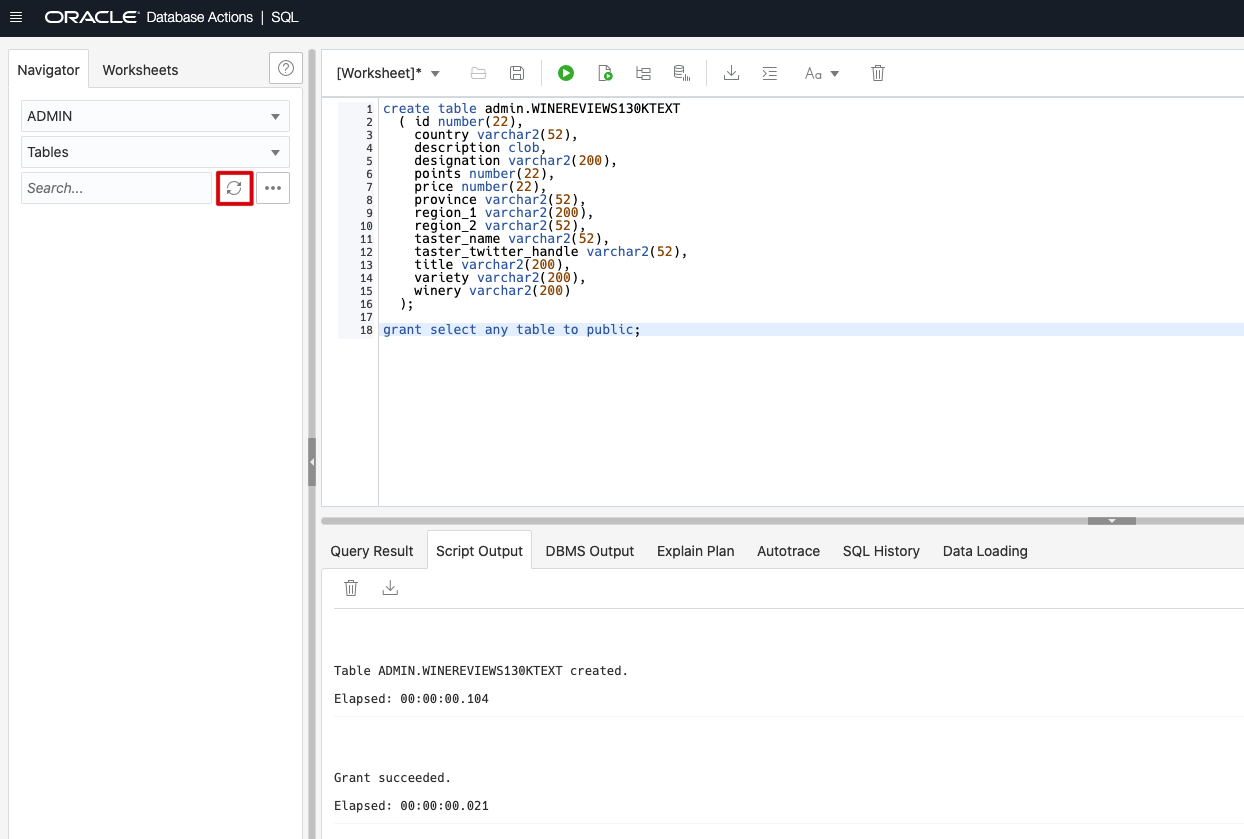 ORACLE Database Actions | SQL
Navigator
Worksheets
ADMIN
Tables
Search...
[Worksheet]*
Aa
1 create table admin.WINEREVIEWS130KTEXT
2   ( id number(22),
3     country varchar2(52),
4     description clob,
5     designation varchar2(200),
6     points number(22),
7     price number(22),
8     province varchar2(52),
9     region_1 varchar2(200),
10     region_2 varchar2(52),
11     taster_name varchar2(52),
12     taster_twitter_handle varchar2(52),
13     title varchar2(200),
14     variety varchar2(200),
15     winery varchar2(200)
16   );
17
18 grant select any table to public;
Query Result
Script Output
DBMS Output
Explain Plan
Autotrace
SQL History
Data Loading
Table ADMIN.WINEREVIEWS130KTEXT created.
Elapsed: 00:00:00.104
Grant succeeded.
Elapsed: 00:00:00.021